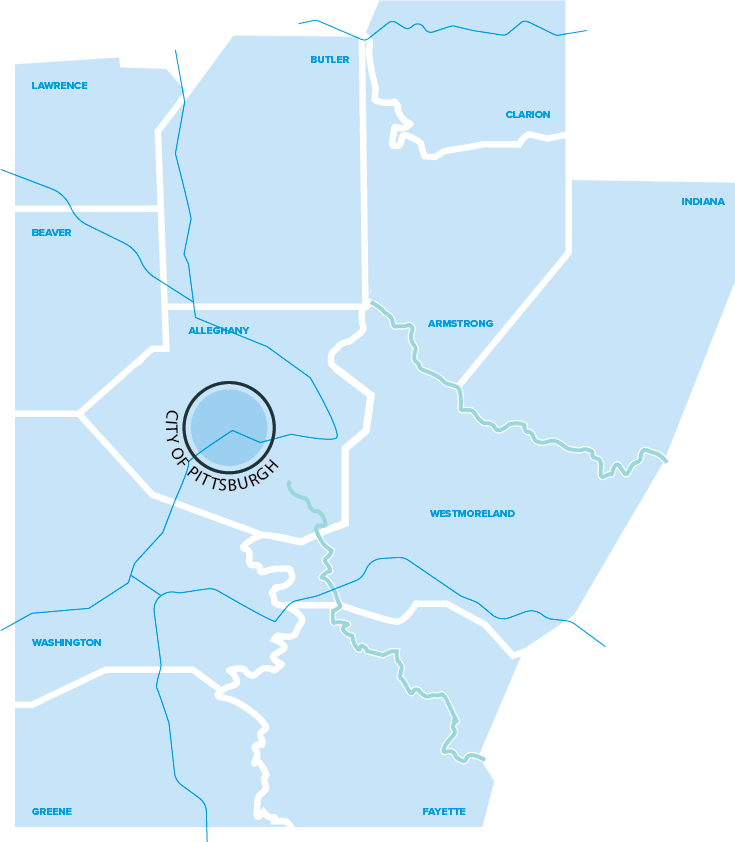 BUTLER
LAWRENCE
CLARION
INDIANA
BEAVER
ARMSTRONG
ALLEGHANY
CITY OF PITTSBURGH
WESTMORELAND
WASHINGTON
GREENE
FAYETTE